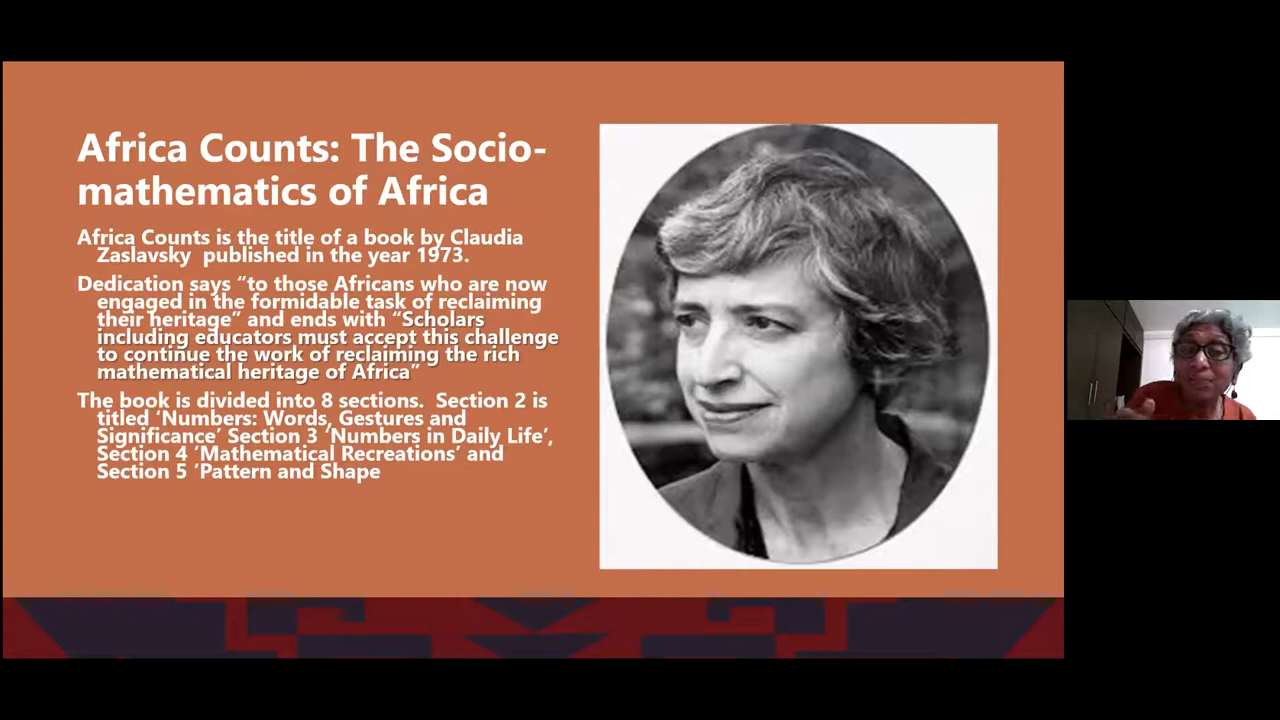 Africa Counts: The Socio-
mathematics of Africa
Africa Counts is the title of a book by Claudia
Zaslavsky  published in the year 1973.
Dedication says “to those Africans who are now
engaged in the formidable task of reclaiming
their heritage” and ends with “Scholars
including educators must accept this challenge
to continue the work of reclaiming the rich
mathematical heritage of Africa”
The book is divided into 8 sections.  Section 2 is
titled ‘Numbers: Words, Gestures and
Significance’ Section 3 ‘Numbers in Daily Life’,
Section 4 ‘Mathematical Recreations’ and
Section 5 ‘Pattern and Shape